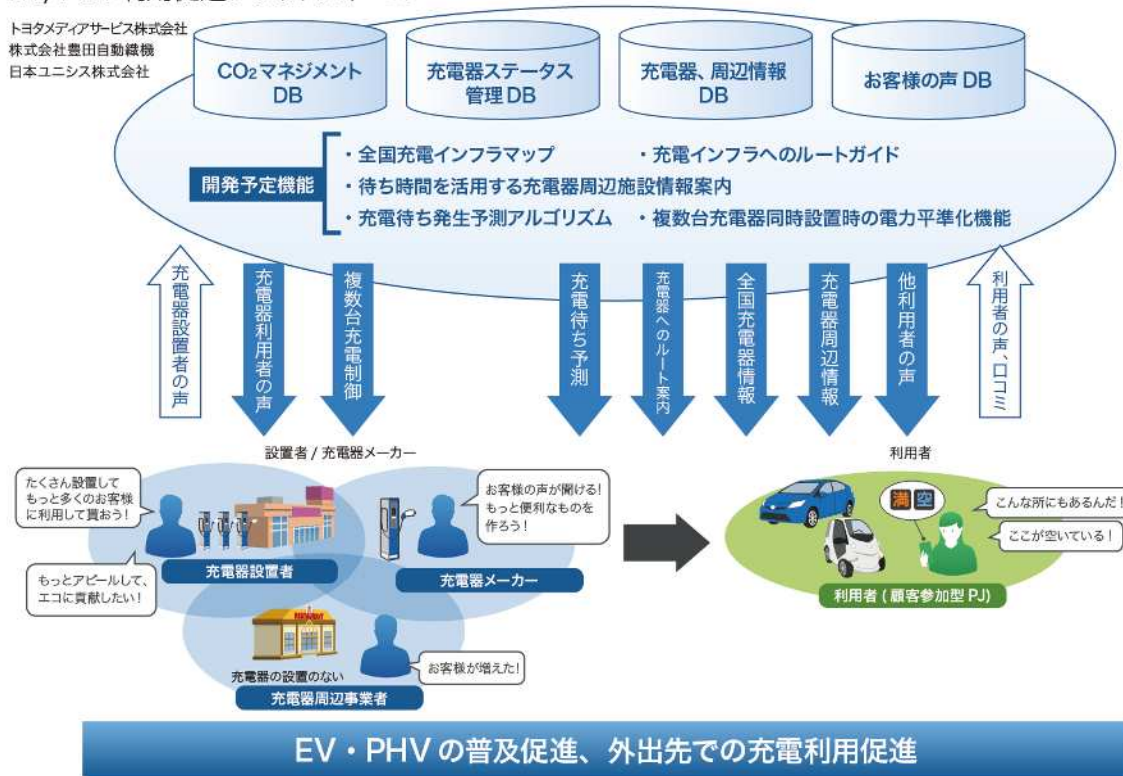 トヨタメディアサービス株式会社
株式会社豊田自動織機
日本ユニシス株式会社
CO₂マネジメント
DB
充電器ステータス
管理DB
充電器、周辺情報
DB
お客様の声 DB
開発予定機能
・全国充電インフラマップ
・充電インフラへのルートガイド
・待ち時間を活用する充電器周辺施設情報案内
・充電待ち発生予測アルゴリズム
・複数台充電器同時設置時の電力平準化機能
充電器設置者の声
充電器利用者の声
複数台充電制御
充電待ち予測
充電器へのルート案内
全国充電器情報
充電器周辺情報
他利用者の声
利用者の声、口コミ
設置者 / 充電器メーカー
利用者
たくさん設置して
もっと多くのお客様
に利用して貰おう!
お客様の声が聞ける!
もっと便利なものを
作ろう!
満 空
こんな所にもあるんだ!
ここが空いている!
充電器設置者
充電器メーカー
もっとアピールして、
エコに貢献したい!
利用者 ( 顧客参加型 PJ)
RESTAURANT
お客様が増えた!
充電器の設置のない
充電器周辺事業者
EV・PHV の普及促進、外出先での充電利用促進